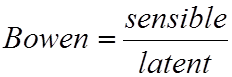 Bowen = sensible / latent